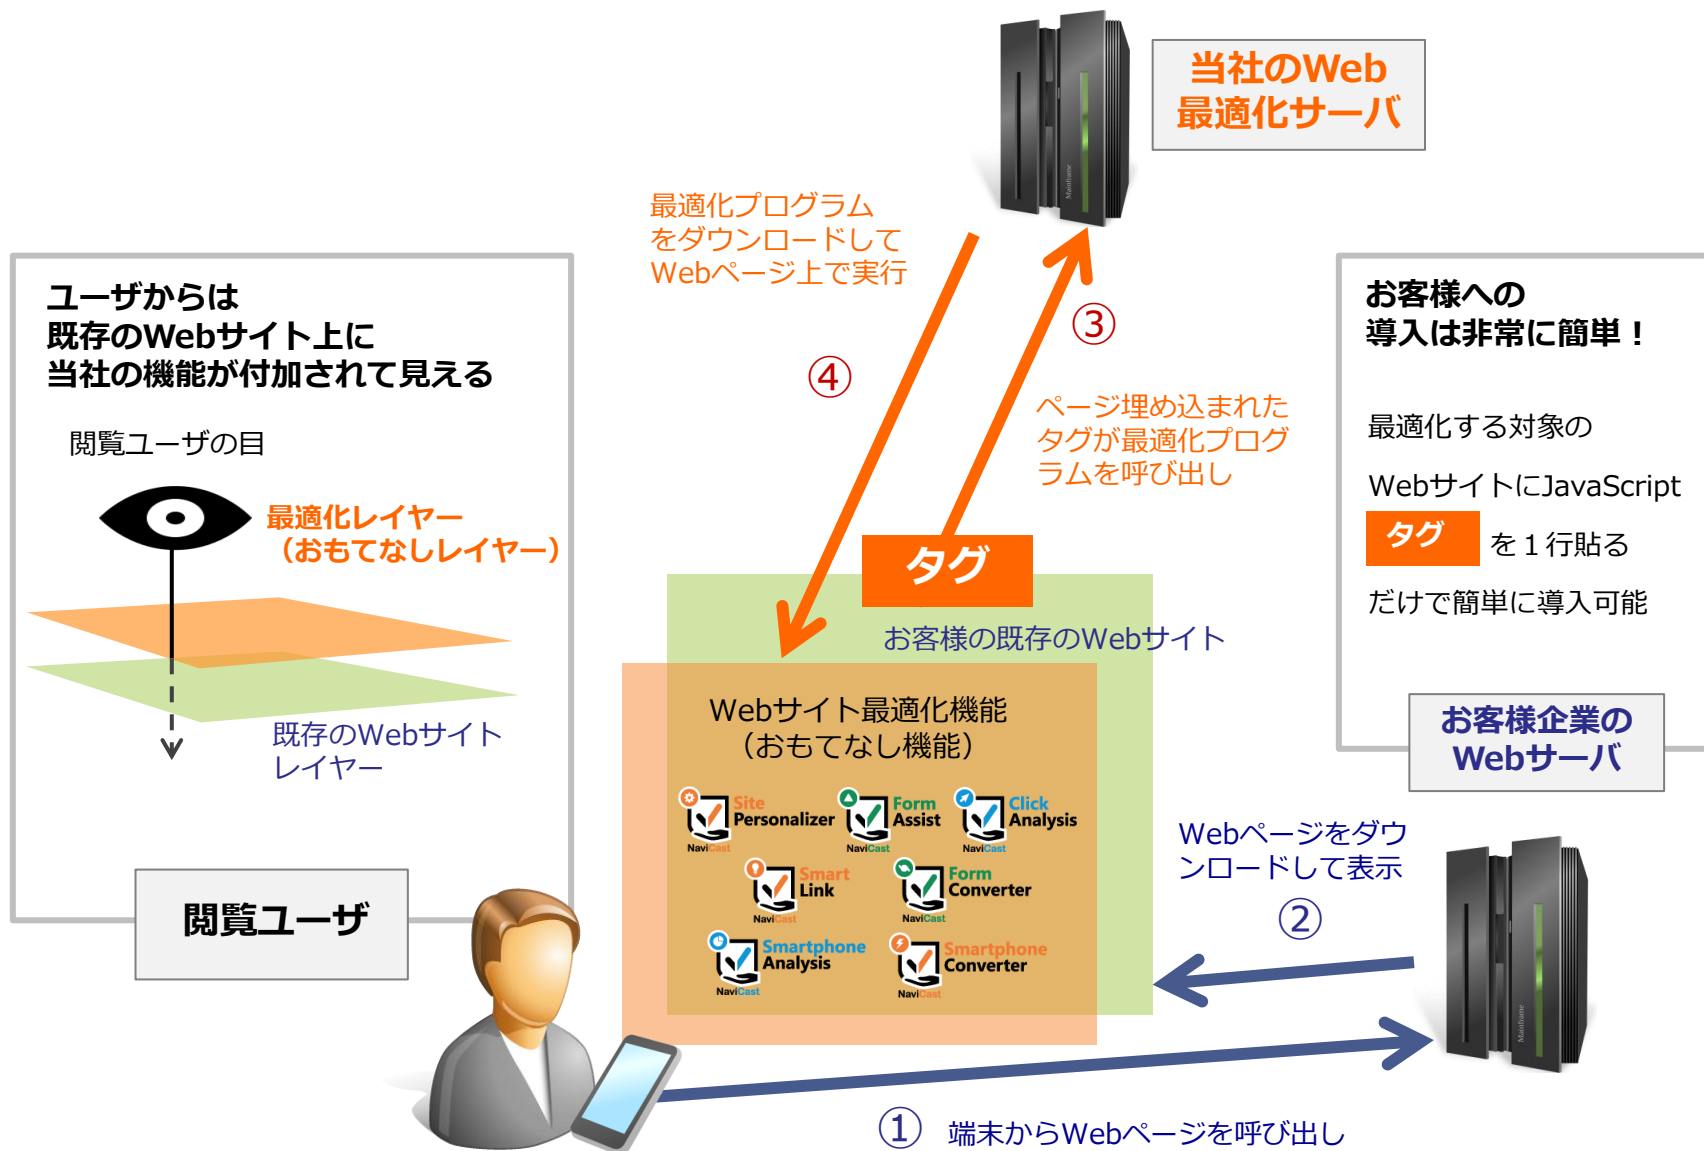 当社のWeb
最適化サーバ
Mainframe
最適化プログラム
をダウンロードして
Webページ上で実行
③
④
ページ埋め込まれた
タグが最適化プログ
ラムを呼び出し
ユーザからは
既存のWebサイト上に
当社の機能が付加されて見える
閲覧ユーザの目
最適化レイヤー
（おもてなしレイヤー）
既存のWebサイト
レイヤー
閲覧ユーザ
お客様への
導入は非常に簡単！
最適化する対象の
WebサイトにJavaScript
タグ を１行貼る
だけで簡単に導入可能
お客様企業の
Webサーバ
タグ
お客様の既存のWebサイト
Webサイト最適化機能
（おもてなし機能）
Site
Personalizer
NaviCast
Form
Assist
NaviCast
Click
Analysis
NaviCast
Smart
Link
NaviCast
Form
Converter
NaviCast
Smartphone
Analysis
NaviCast
Smartphone
Converter
NaviCast
Webページをダウ
ンロードして表示
②
Mainframe
① 端末からWebページを呼び出し